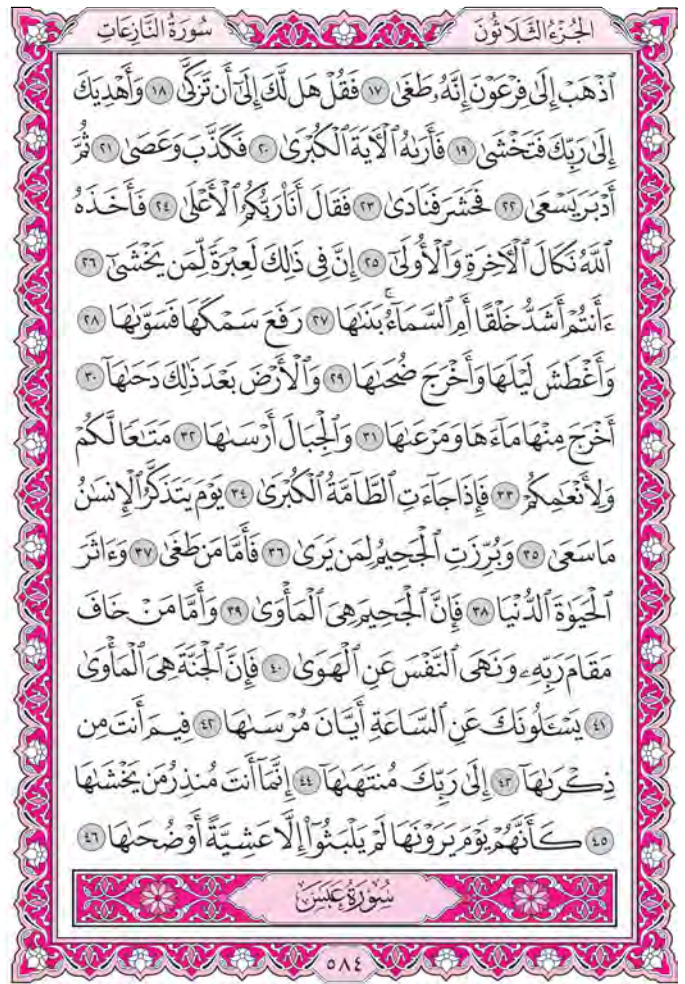 الجُزْءُ الثَّلَاثُونَ
سُورَةُ النَّازِعَاتِ
ٱذۡهَبۡ إِلَىٰ فِرۡعَوۡنَ إِنَّهُۥ طَغَىٰ ١٧ فَقُلۡ هَل لَّكَ إِلَىٰٓ أَن تَزَكَّىٰ ١٨ وَأَهۡدِيَكَ
إِلَىٰ رَبِّكَ فَتَخۡشَىٰ ١٩ فَأَرَىٰهُ ٱلۡأٓيَةَ ٱلۡكُبۡرَىٰ ٢٠ فَكَذَّبَ وَعَصَىٰ ٢١ ثُمَّ
أَدۡبَرَ يَسۡعَىٰ ٢٢ فَحَشَرَ فَنَادَىٰ ٢٣ فَقَالَ أَنَا۠ رَبُّكُمُ ٱلۡأَعۡلَىٰ ٢٤ فَأَخَذَهُ
ٱللَّهُ نَكَالَ ٱلۡأٓخِرَةِ وَٱلۡأُولَىٰٓ ٢٥ إِنَّ فِي ذَٰلِكَ لَعِبۡرَةٗ لِّمَن يَخۡشَىٰٓ ٢٦
ءَأَنتُمۡ أَشَدُّ خَلۡقًا أَمِ ٱلسَّمَآءُۚ بَنَىٰهَا ٢٧ رَفَعَ سَمۡكَهَا فَسَوَّىٰهَا ٢٨
وَأَغۡطَشَ لَيۡلَهَا وَأَخۡرَجَ ضُحَىٰهَا ٢٩ وَٱلۡأَرۡضَ بَعۡدَ ذَٰلِكَ دَحَىٰهَآ ٣٠
أَخۡرَجَ مِنۡهَا مَآءَهَا وَمَرۡعَىٰهَا ٣١ وَٱلۡجِبَالَ أَرۡسَىٰهَا ٣٢ مَتَٰعٗا لَّكُمۡ
وَلِأَنۡعَٰمِكُمۡ ٣٣ فَإِذَا جَآءَتِ ٱلطَّآمَّةُ ٱلۡكُبۡرَىٰ ٣٤ يَوۡمَ يَتَذَكَّرُ ٱلۡإِنسَٰنُ
مَا سَعَىٰ ٣٥ وَبُرِّزَتِ ٱلۡجَحِيمُ لِمَن يَرَىٰ ٣٦ فَأَمَّا مَن طَغَىٰ ٣٧ وَءَاثَرَ
ٱلۡحَيَوٰةَ ٱلدُّنۡيَا ٣٨ فَإِنَّ ٱلۡجَحِيمَ هِيَ ٱلۡمَأۡوَىٰ ٣٩ وَأَمَّا مَنۡ خَافَ
مَقَامَ رَبِّهِۦ وَنَهَى ٱلنَّفۡسَ عَنِ ٱلۡهَوَىٰ ٤٠ فَإِنَّ ٱلۡجَنَّةَ هِيَ ٱلۡمَأۡوَىٰ
٤١ يَسۡـَٔلُونَكَ عَنِ ٱلسَّاعَةِ أَيَّانَ مُرۡسَىٰهَا ٤٢ فِيمَ أَنتَ مِن
ذِكۡرَىٰهَآ ٤٣ إِلَىٰ رَبِّكَ مُنتَهَىٰهَآ ٤٤ إِنَّمَآ أَنتَ مُنذِرُ مَن يَخۡشَىٰهَا
٤٥ كَأَنَّهُمۡ يَوۡمَ يَرَوۡنَهَا لَمۡ يَلۡبَثُوٓاْ إِلَّا عَشِيَّةً أَوۡ ضُحَىٰهَا ٤٦
سُورَةُ عَبَسَ
٥٨٤